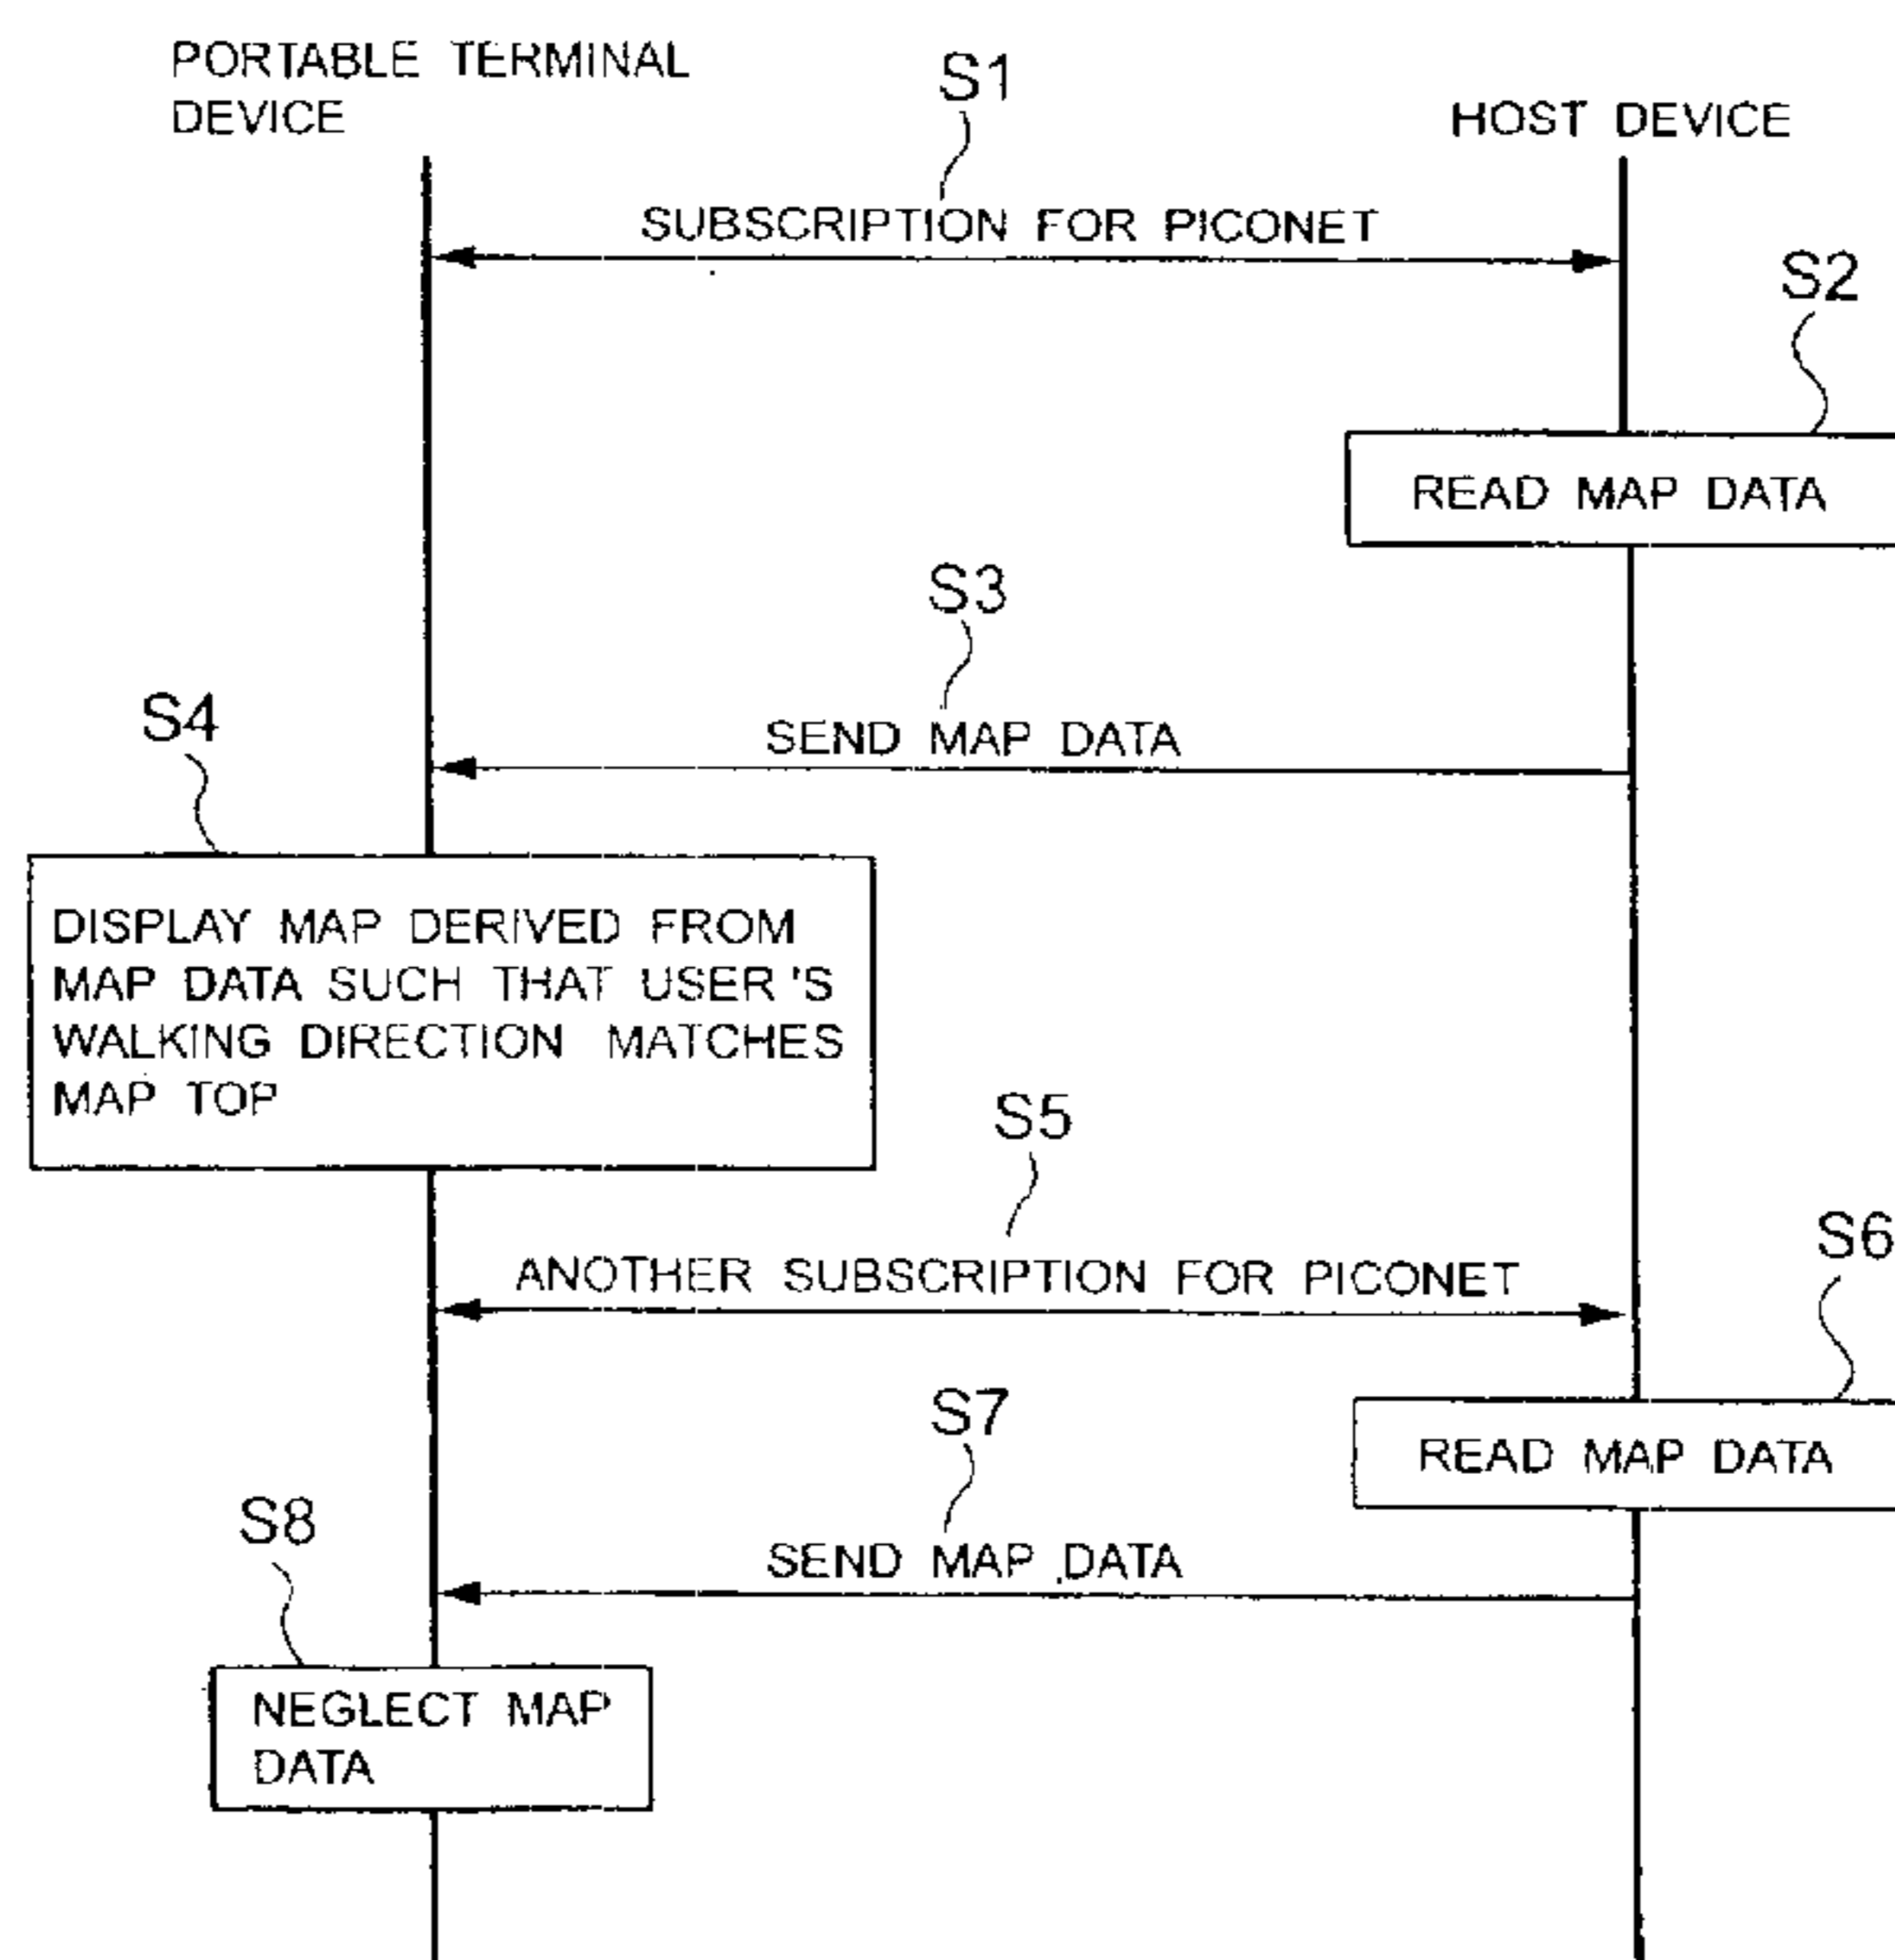 PORTABLE TERMINAL
DEVICE
S1
HOST DEVICE
SUBSCRIPTION FOR PICONET
S2
READ MAP DATA
S3
SEND MAP DATA
S4
DISPLAY MAP DERIVED FROM
MAP DATA SUCH THAT USER'S
WALKING DIRECTION MATCHES
MAP TOP
S5
ANOTHER SUBSCRIPTION FOR PICONET
S6
READ MAP DATA
S7
SEND MAP DATA
S8
NEGLECT MAP
DATA